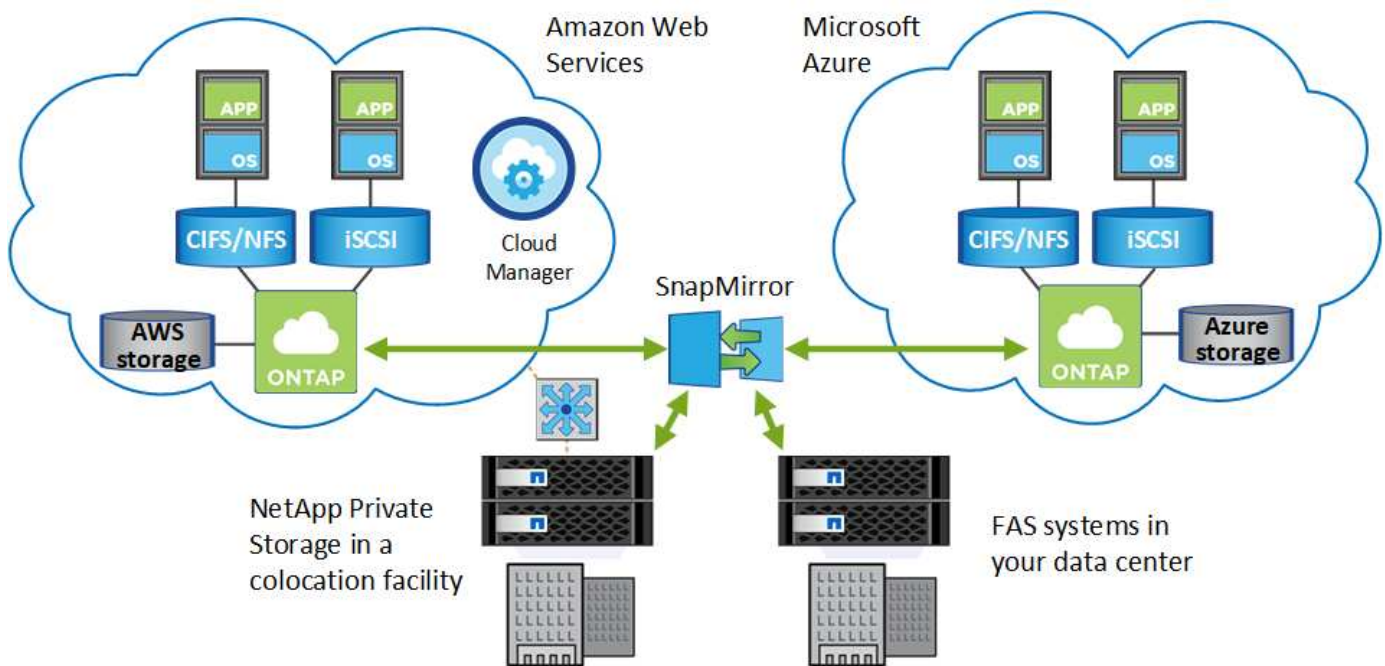 Amazon Web
Services
Microsoft
Azure
APP
OS
APP
OS
CIFS/NFS
iSCSI
Cloud
Manager
AWS
storage
ONTAP
SnapMirror
APP
OS
APP
OS
CIFS/NFS
iSCSI
Azure
storage
ONTAP
NetApp Private
Storage in a
colocation facility
FAS systems in
your data center